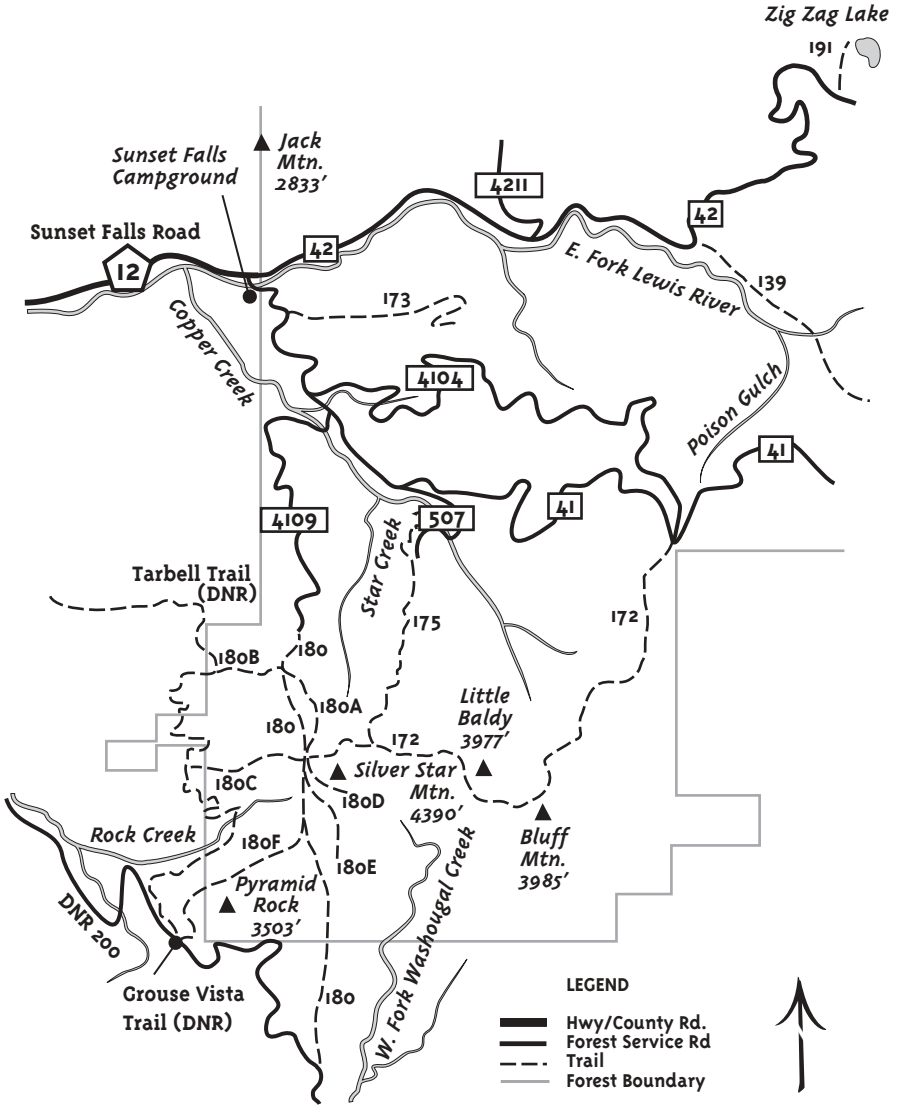 Zig Zag Lake
191
Jack
Mtn.
2833'
Sunset Falls
Campground
4211
42
Sunset Falls Road
42
12
E. Fork Lewis River
139
173
Copper Creek
4104
Poison Gulch
41
41
4109
507
Star Creek
Tarbell Trail
(DNR)
175
172
180
180B
180A
Little
Baldy
3977'
180
172
Silver Star
Mtn.
4390'
180C
180D
Rock Creek
180F
180E
Bluff
Mtn.
3985'
Pyramid
Rock
3503'
DNR 200
W. Fork Washougal Creek
Grouse Vista
Trail (DNR)
180
LEGEND
Hwy/County Rd.
Forest Service Rd
Trail
Forest Boundary